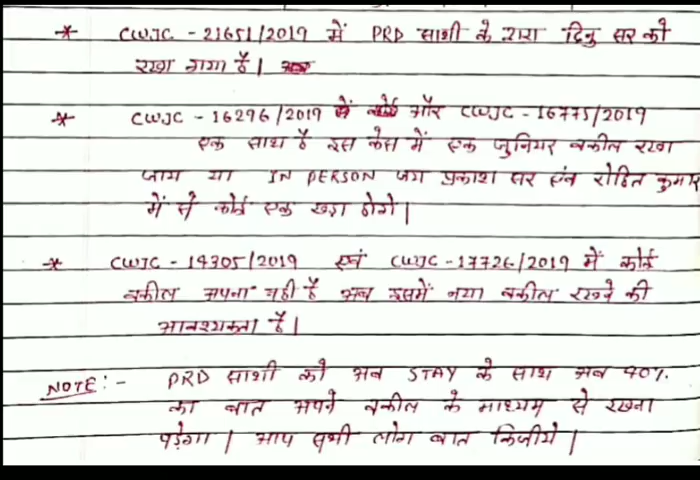 * CWJC - 21651/2019 में PRD साथी के द्वारा दिनु सर को
रखा गया है।
* CWJC - 16296/2019 और CWJC - 16775/2019
एक साथ है इस केस में एक जुनियर वकील रखा
जाय या IN PERSON जय प्रकाश सर एंव रोहित कुमार
में से कोई एक खड़ा होगे।
* CWJC - 14305/2019 एवं CWJC - 17726/2019 में कोई
वकील अपना नही है अब इसमें नया वकील रखने की
आवश्यकता है।
NOTE:- PRD साथी को अब STAY के साथ अब 40%
का बात अपने वकील के माध्यम से रखना
पड़ेगा। आप सभी लोग बात किजीये।